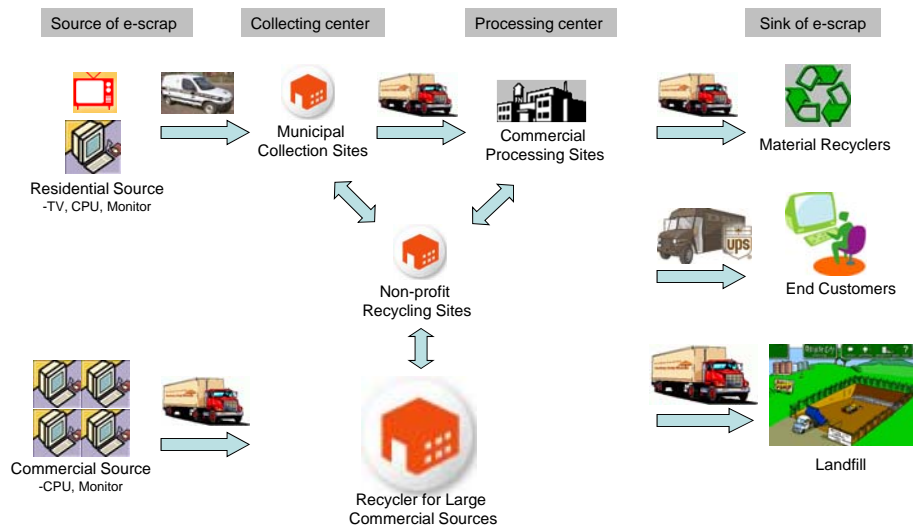 Source of e-scrap
Collecting center
Processing center
Sink of e-scrap
Municipal
Collection Sites
Commercial
Processing Sites
Material Recyclers
Residential Source
-TV, CPU, Monitor
ups
Non-profit
Recycling Sites
End Customers
Commercial Source
-CPU, Monitor
Recycler for Large
Commercial Sources
Landfill